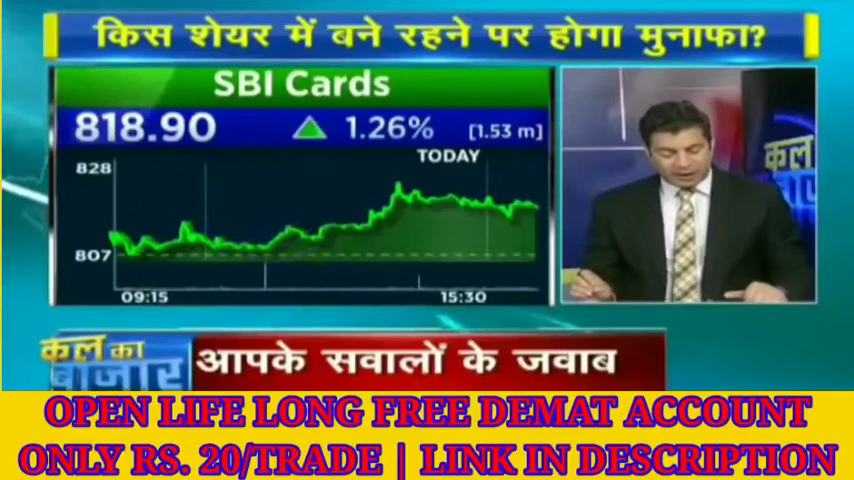 किस शेयर में बने रहने पर होगा मुनाफा?
SBI Cards
818.90 ▲ 1.26% [1.53 m]
TODAY
828
807
09:15 15:30
कल
बाजार
कल का
बाजार
आपके सवालों के जवाब
OPEN LIFE LONG FREE DEMAT ACCOUNT
ONLY RS. 20/TRADE | LINK IN DESCRIPTION